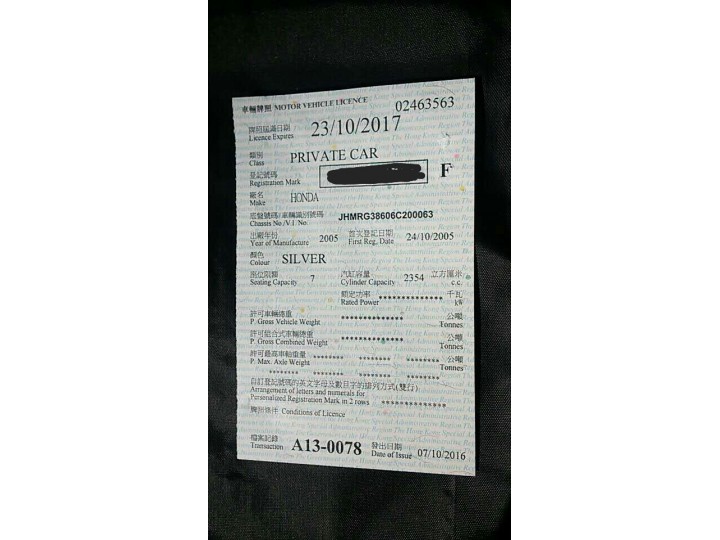 車輛牌照 MOTOR VEHICLE LICENCE 02463563
牌照屆滿日期 23/10/2017
Licence Expires
類別 PRIVATE CAR
Class
登記號碼 F
Registration Mark
廠名 HONDA
Make
底盤號碼/車輛識別號碼 JHMRG38606C200063
Chassis No./V.I. No.
出廠年份 2005 首次登記日期 24/10/2005
Year of Manufacture First Reg. Date
顏色 SILVER
Colour
座位限額 7 汽缸容量 2354 立方厘米
Seating Capacity Cylinder Capacity c.c.
額定功率 ************** 千瓦
Rated Power kW
許可車輛總重 ************** 公噸
P. Gross Vehicle Weight Tonnes
許可組合式車輛總重 ************** 公噸
P. Gross Combined Weight Tonnes
許可最高車軸重量 ******* ******* ******* 公噸
P. Max. Axle Weight Tonnes
******* ******* ******* *******
自訂登記號碼的英文字母及數目字的排列方式(雙行)
Arrangement of letters and numerals for
Personalized Registration Mark in 2 rows **************
Conditions of Licence
檔案記錄 A13-0078 發出日期 07/10/2016
Transaction Date of Issue